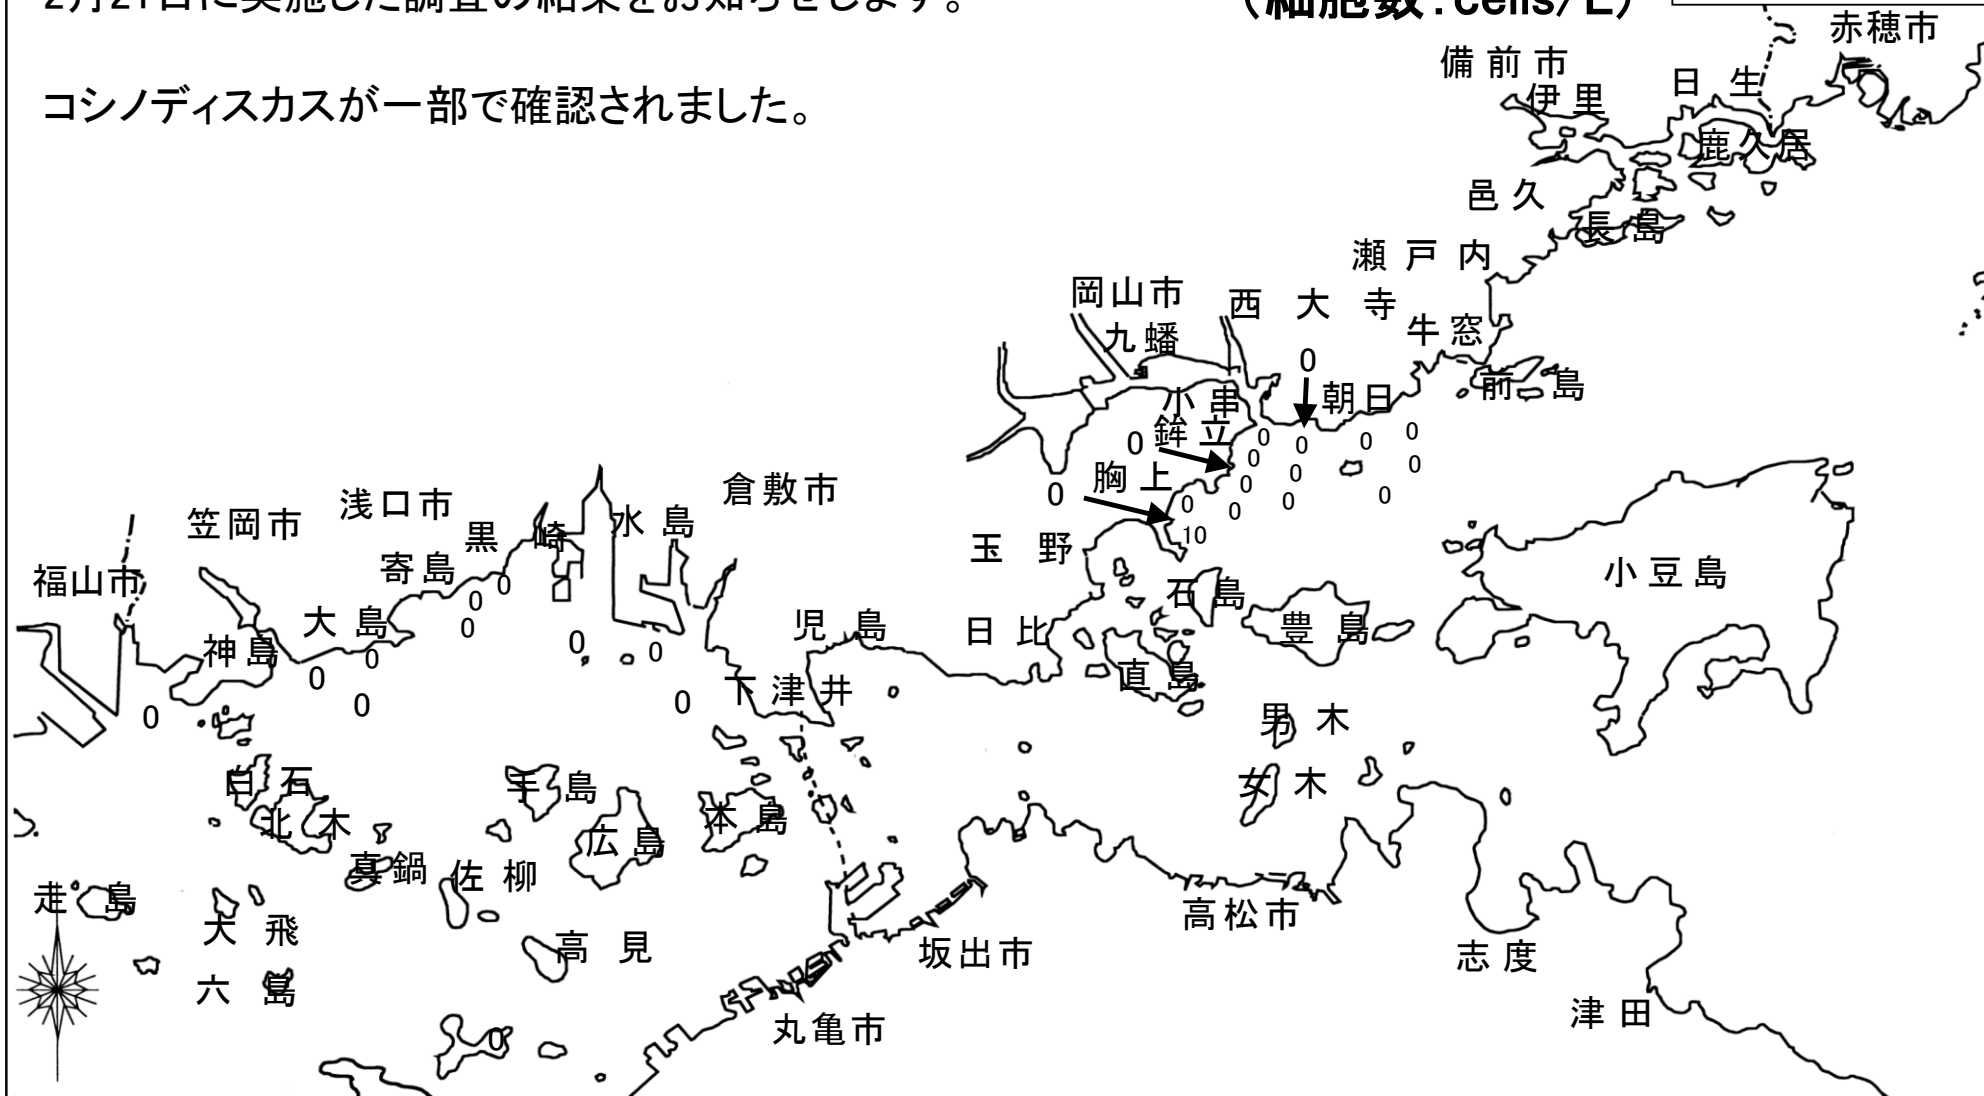 2月21日に実施した調査の結果をお知らせします。
(細胞数:cells/L)
コシノディスカスが一部で確認されました。
赤穂市
備前市
日生
伊里
鹿久居
邑久
長島
瀬戸内
岡山市
西大寺
九蟠
牛窓
0
前島
小串
朝日
0
鉾立
0
0
0
0
0
0
0
胸上
0
0
0
0
0
0
0
10
倉敷市
浅口市
笠岡市
水島
黒崎
玉野
福山市
寄島
0
0
0
石島
小豆島
大島
児島
日比
豊島
神島
0
0
0
0
0
0
0
下津井
直島
男木
白石
手島
女木
北木
広島
本島
真鍋
佐柳
走島
大飛
高見
坂出市
高松市
志度
六島
津田
丸亀市
0